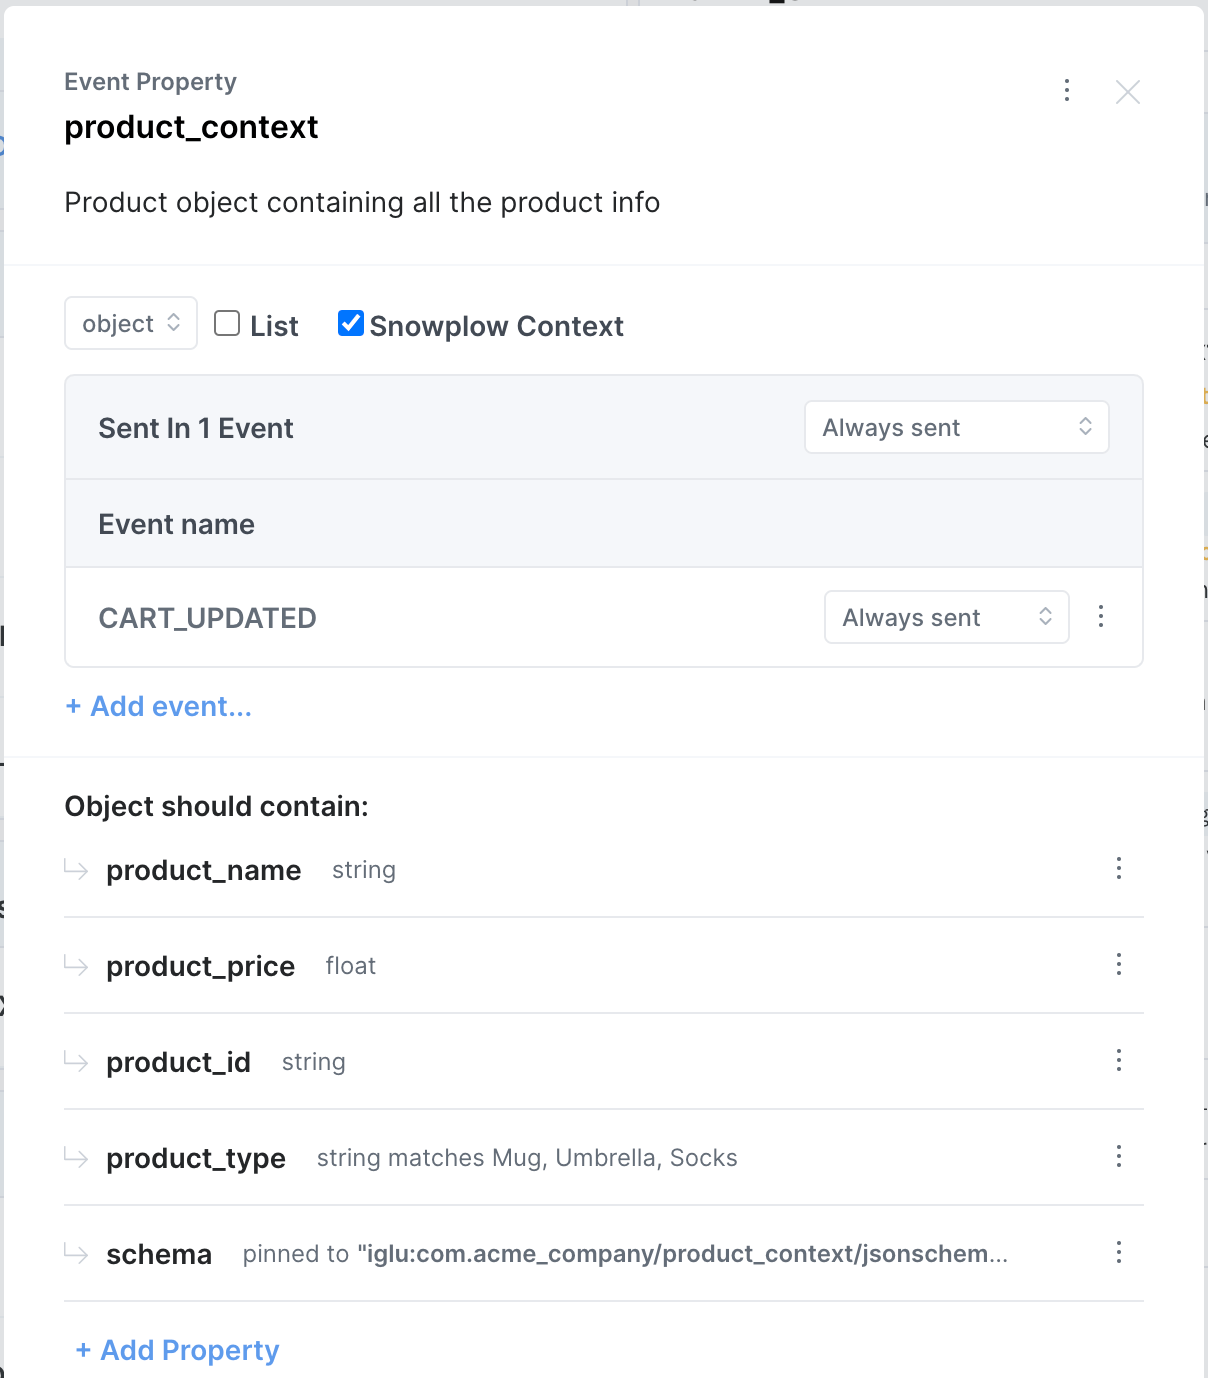 Event Property
product_context
Product object containing all the product info
object List Snowplow Context
Sent In 1 Event Always sent
Event name
CART_UPDATED Always sent
+ Add event...
Object should contain:
product_name string
product_price float
product_id string
product_type string matches Mug, Umbrella, Socks
schema pinned to "iglu:com.acme_company/product_context/jsonschem...
+ Add Property